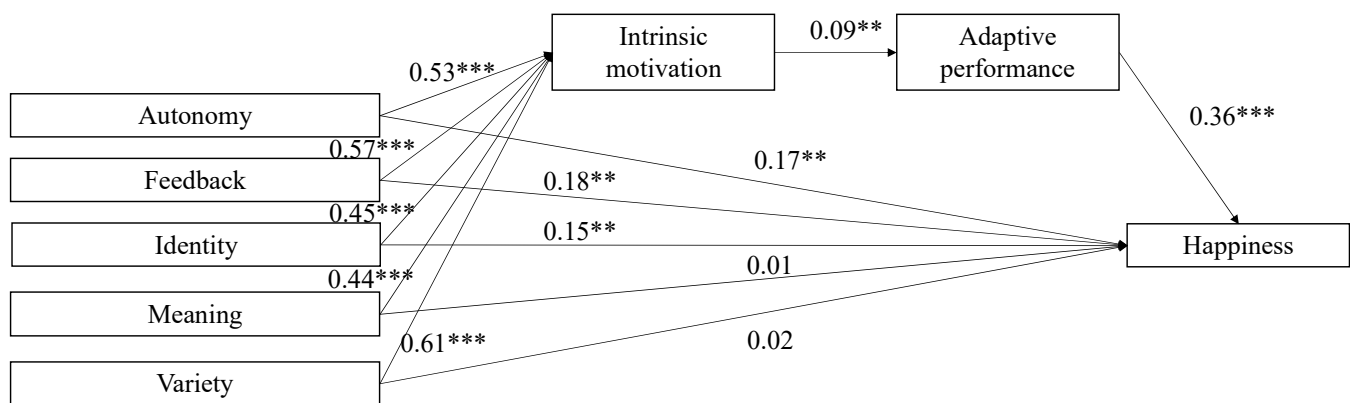 Intrinsic
motivation
0.09**
Adaptive
performance
0.53***
Autonomy
0.36***
0.57***
0.17**
Feedback
0.18**
0.45***
Identity
0.15**
Happiness
0.44***
0.01
Meaning
0.61***
0.02
Variety